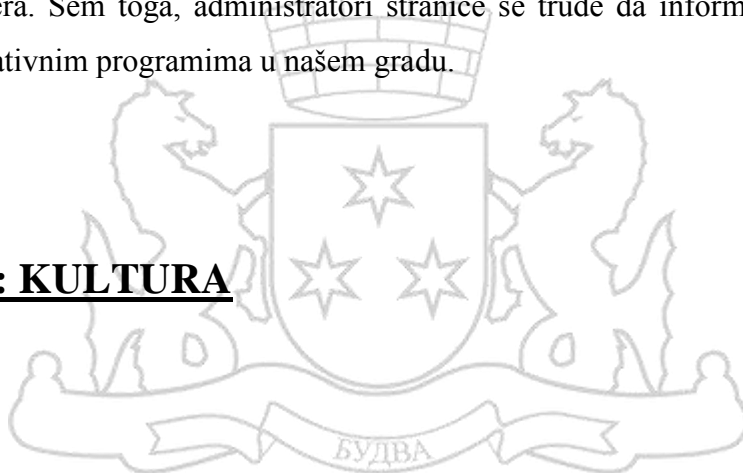 era. Sem toga, administratori stranice se trude da inform
ativnim programima u našem gradu.
: KULTURA
БУДВА